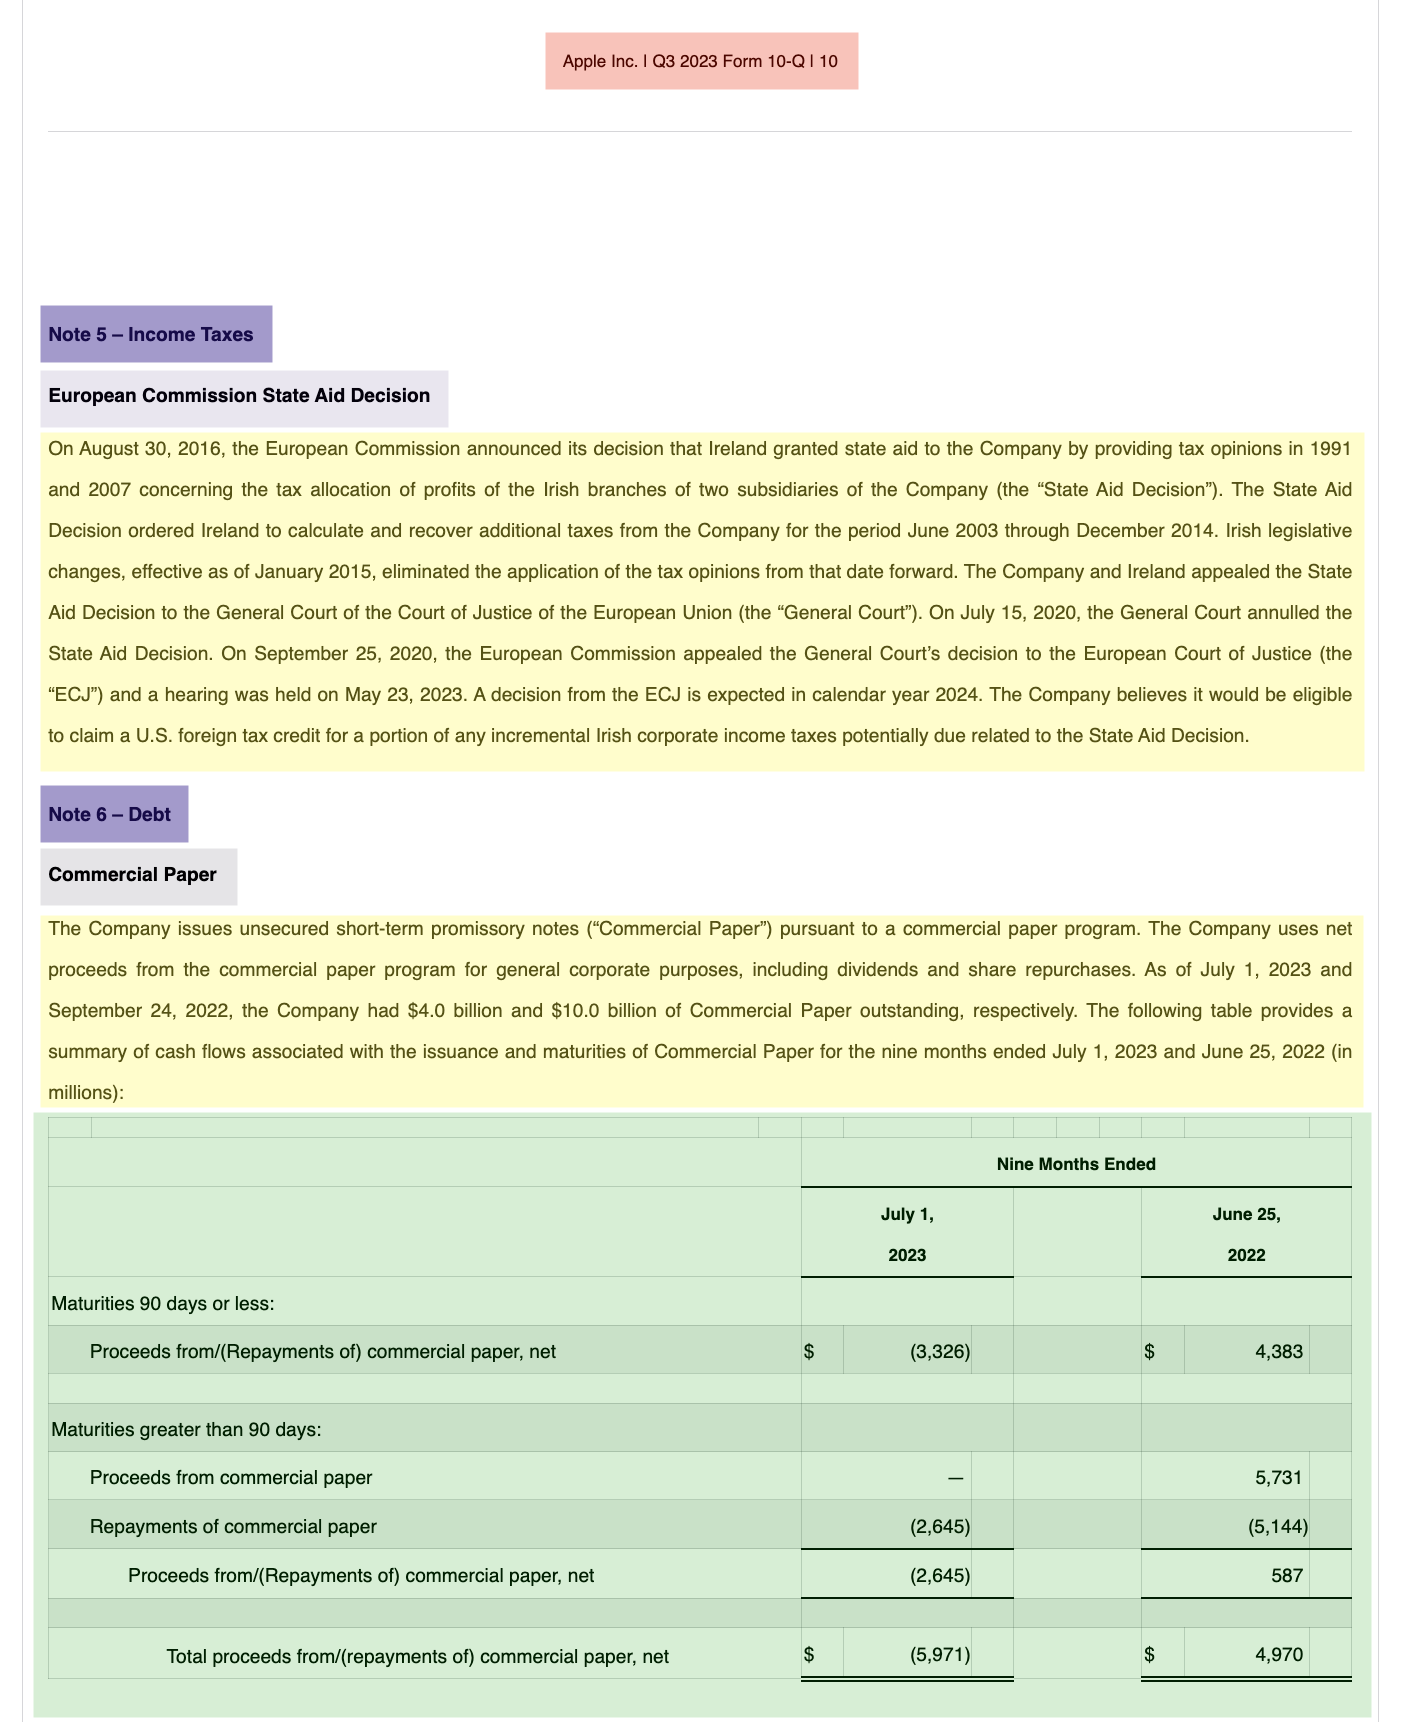 Apple Inc. | Q3 2023 Form 10-Q | 10
Note 5 – Income Taxes
European Commission State Aid Decision
On August 30, 2016, the European Commission announced its decision that Ireland granted state aid to the Company by providing tax opinions in 1991
and 2007 concerning the tax allocation of profits of the Irish branches of two subsidiaries of the Company (the “State Aid Decision”). The State Aid
Decision ordered Ireland to calculate and recover additional taxes from the Company for the period June 2003 through December 2014. Irish legislative
changes, effective as of January 2015, eliminated the application of the tax opinions from that date forward. The Company and Ireland appealed the State
Aid Decision to the General Court of the Court of Justice of the European Union (the “General Court”). On July 15, 2020, the General Court annulled the
State Aid Decision. On September 25, 2020, the European Commission appealed the General Court’s decision to the European Court of Justice (the
“ECJ”) and a hearing was held on May 23, 2023. A decision from the ECJ is expected in calendar year 2024. The Company believes it would be eligible
to claim a U.S. foreign tax credit for a portion of any incremental Irish corporate income taxes potentially due related to the State Aid Decision.
Note 6 – Debt
Commercial Paper
The Company issues unsecured short-term promissory notes (“Commercial Paper”) pursuant to a commercial paper program. The Company uses net
proceeds from the commercial paper program for general corporate purposes, including dividends and share repurchases. As of July 1, 2023 and
September 24, 2022, the Company had $4.0 billion and $10.0 billion of Commercial Paper outstanding, respectively. The following table provides a
summary of cash flows associated with the issuance and maturities of Commercial Paper for the nine months ended July 1, 2023 and June 25, 2022 (in
millions):
Nine Months Ended
July 1, June 25,
2023 2022
Maturities 90 days or less:
Proceeds from/(Repayments of) commercial paper, net $ (3,326) $ 4,383
Maturities greater than 90 days:
Proceeds from commercial paper — 5,731
Repayments of commercial paper (2,645) (5,144)
Proceeds from/(Repayments of) commercial paper, net (2,645) 587
Total proceeds from/(repayments of) commercial paper, net $ (5,971) $ 4,970